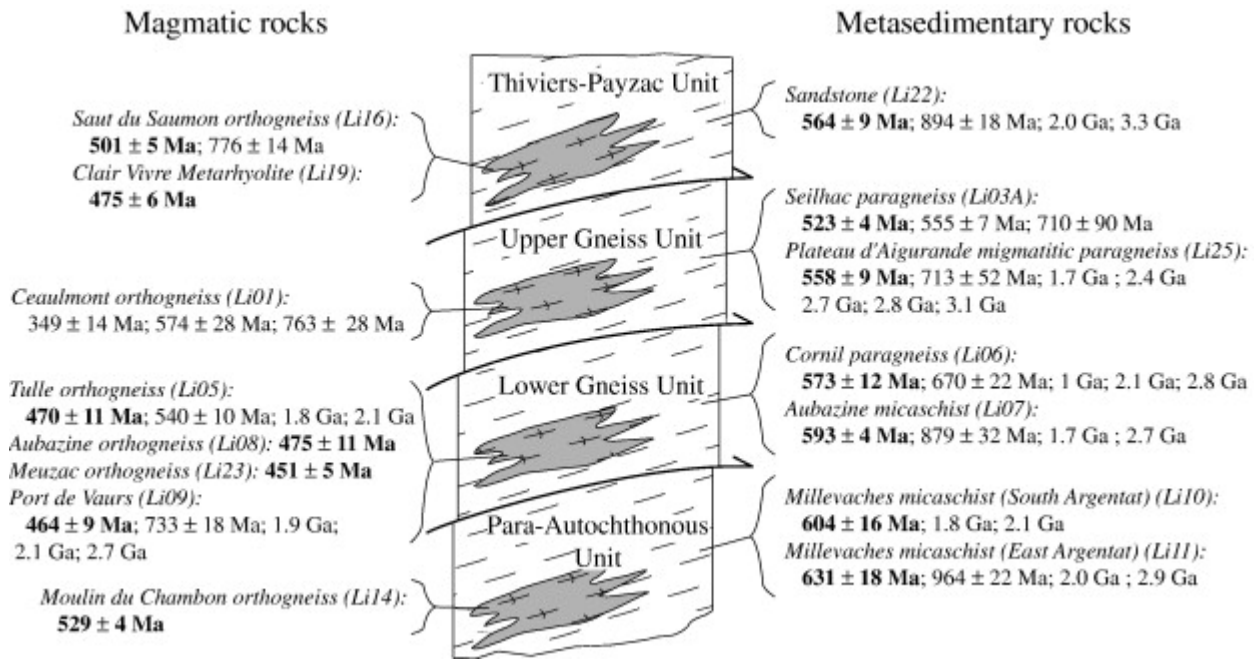 Magmatic rocks
Saut du Saumon orthogneiss (Li16):
501 ± 5 Ma; 776 ± 14 Ma
Clair Vivre Metarhyolite (Li19):
475 ± 6 Ma
Ceaulmont orthogneiss (Li01):
349 ± 14 Ma; 574 ± 28 Ma; 763 ± 28 Ma
Tulle orthogneiss (Li05):
470 ± 11 Ma; 540 ± 10 Ma; 1.8 Ga; 2.1 Ga
Aubazine orthogneiss (Li08): 475 ± 11 Ma
Meuzac orthogneiss (Li23): 451 ± 5 Ma
Port de Vaurs (Li09):
464 ± 9 Ma; 733 ± 18 Ma; 1.9 Ga;
2.1 Ga; 2.7 Ga
Moulin du Chambon orthogneiss (Li14):
529 ± 4 Ma
Thiviers-Payzac Unit
Upper Gneiss Unit
Lower Gneiss Unit
Para-Autochthonous
Unit
Metasedimentary rocks
Sandstone (Li22):
564 ± 9 Ma; 894 ± 18 Ma; 2.0 Ga; 3.3 Ga
Seilhac paragneiss (Li03A):
523 ± 4 Ma; 555 ± 7 Ma; 710 ± 90 Ma
Plateau d'Aigurande migmatitic paragneiss (Li25):
558 ± 9 Ma; 713 ± 52 Ma; 1.7 Ga ; 2.4 Ga
2.7 Ga; 2.8 Ga; 3.1 Ga
Cornil paragneiss (Li06):
573 ± 12 Ma; 670 ± 22 Ma; 1 Ga; 2.1 Ga; 2.8 Ga
Aubazine micaschist (Li07):
593 ± 4 Ma; 879 ± 32 Ma; 1.7 Ga ; 2.7 Ga
Millevaches micaschist (South Argentat) (Li10):
604 ± 16 Ma; 1.8 Ga; 2.1 Ga
Millevaches micaschist (East Argentat) (Li11):
631 ± 18 Ma; 964 ± 22 Ma; 2.0 Ga ; 2.9 Ga